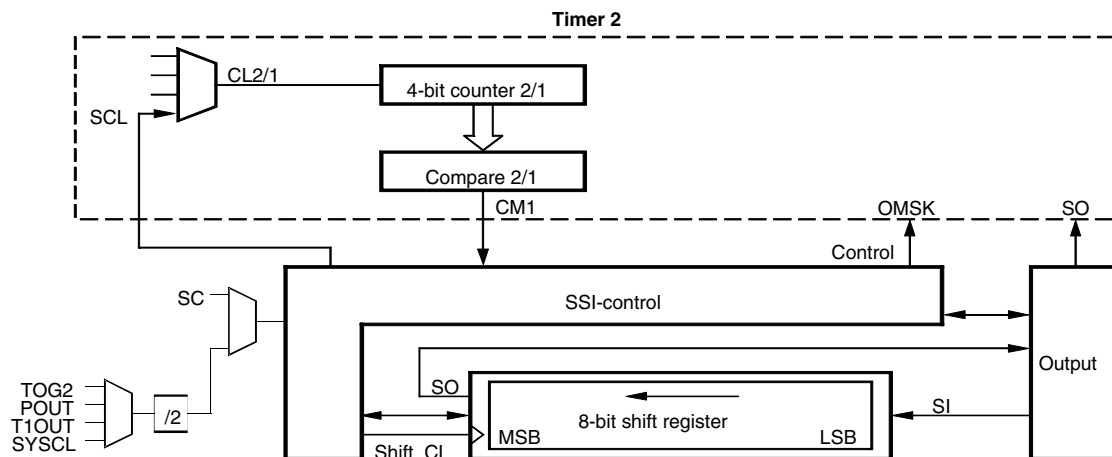 Timer 2
CL2/1
4-bit counter 2/1
SCL
Compare 2/1
CM1
OMSK
SO
Control
SC
SSI-control
Output
TOG2
POUT
T1OUT
SYSCL
/2
SO
8-bit shift register
SI
MSB
LSB
Shift_CL